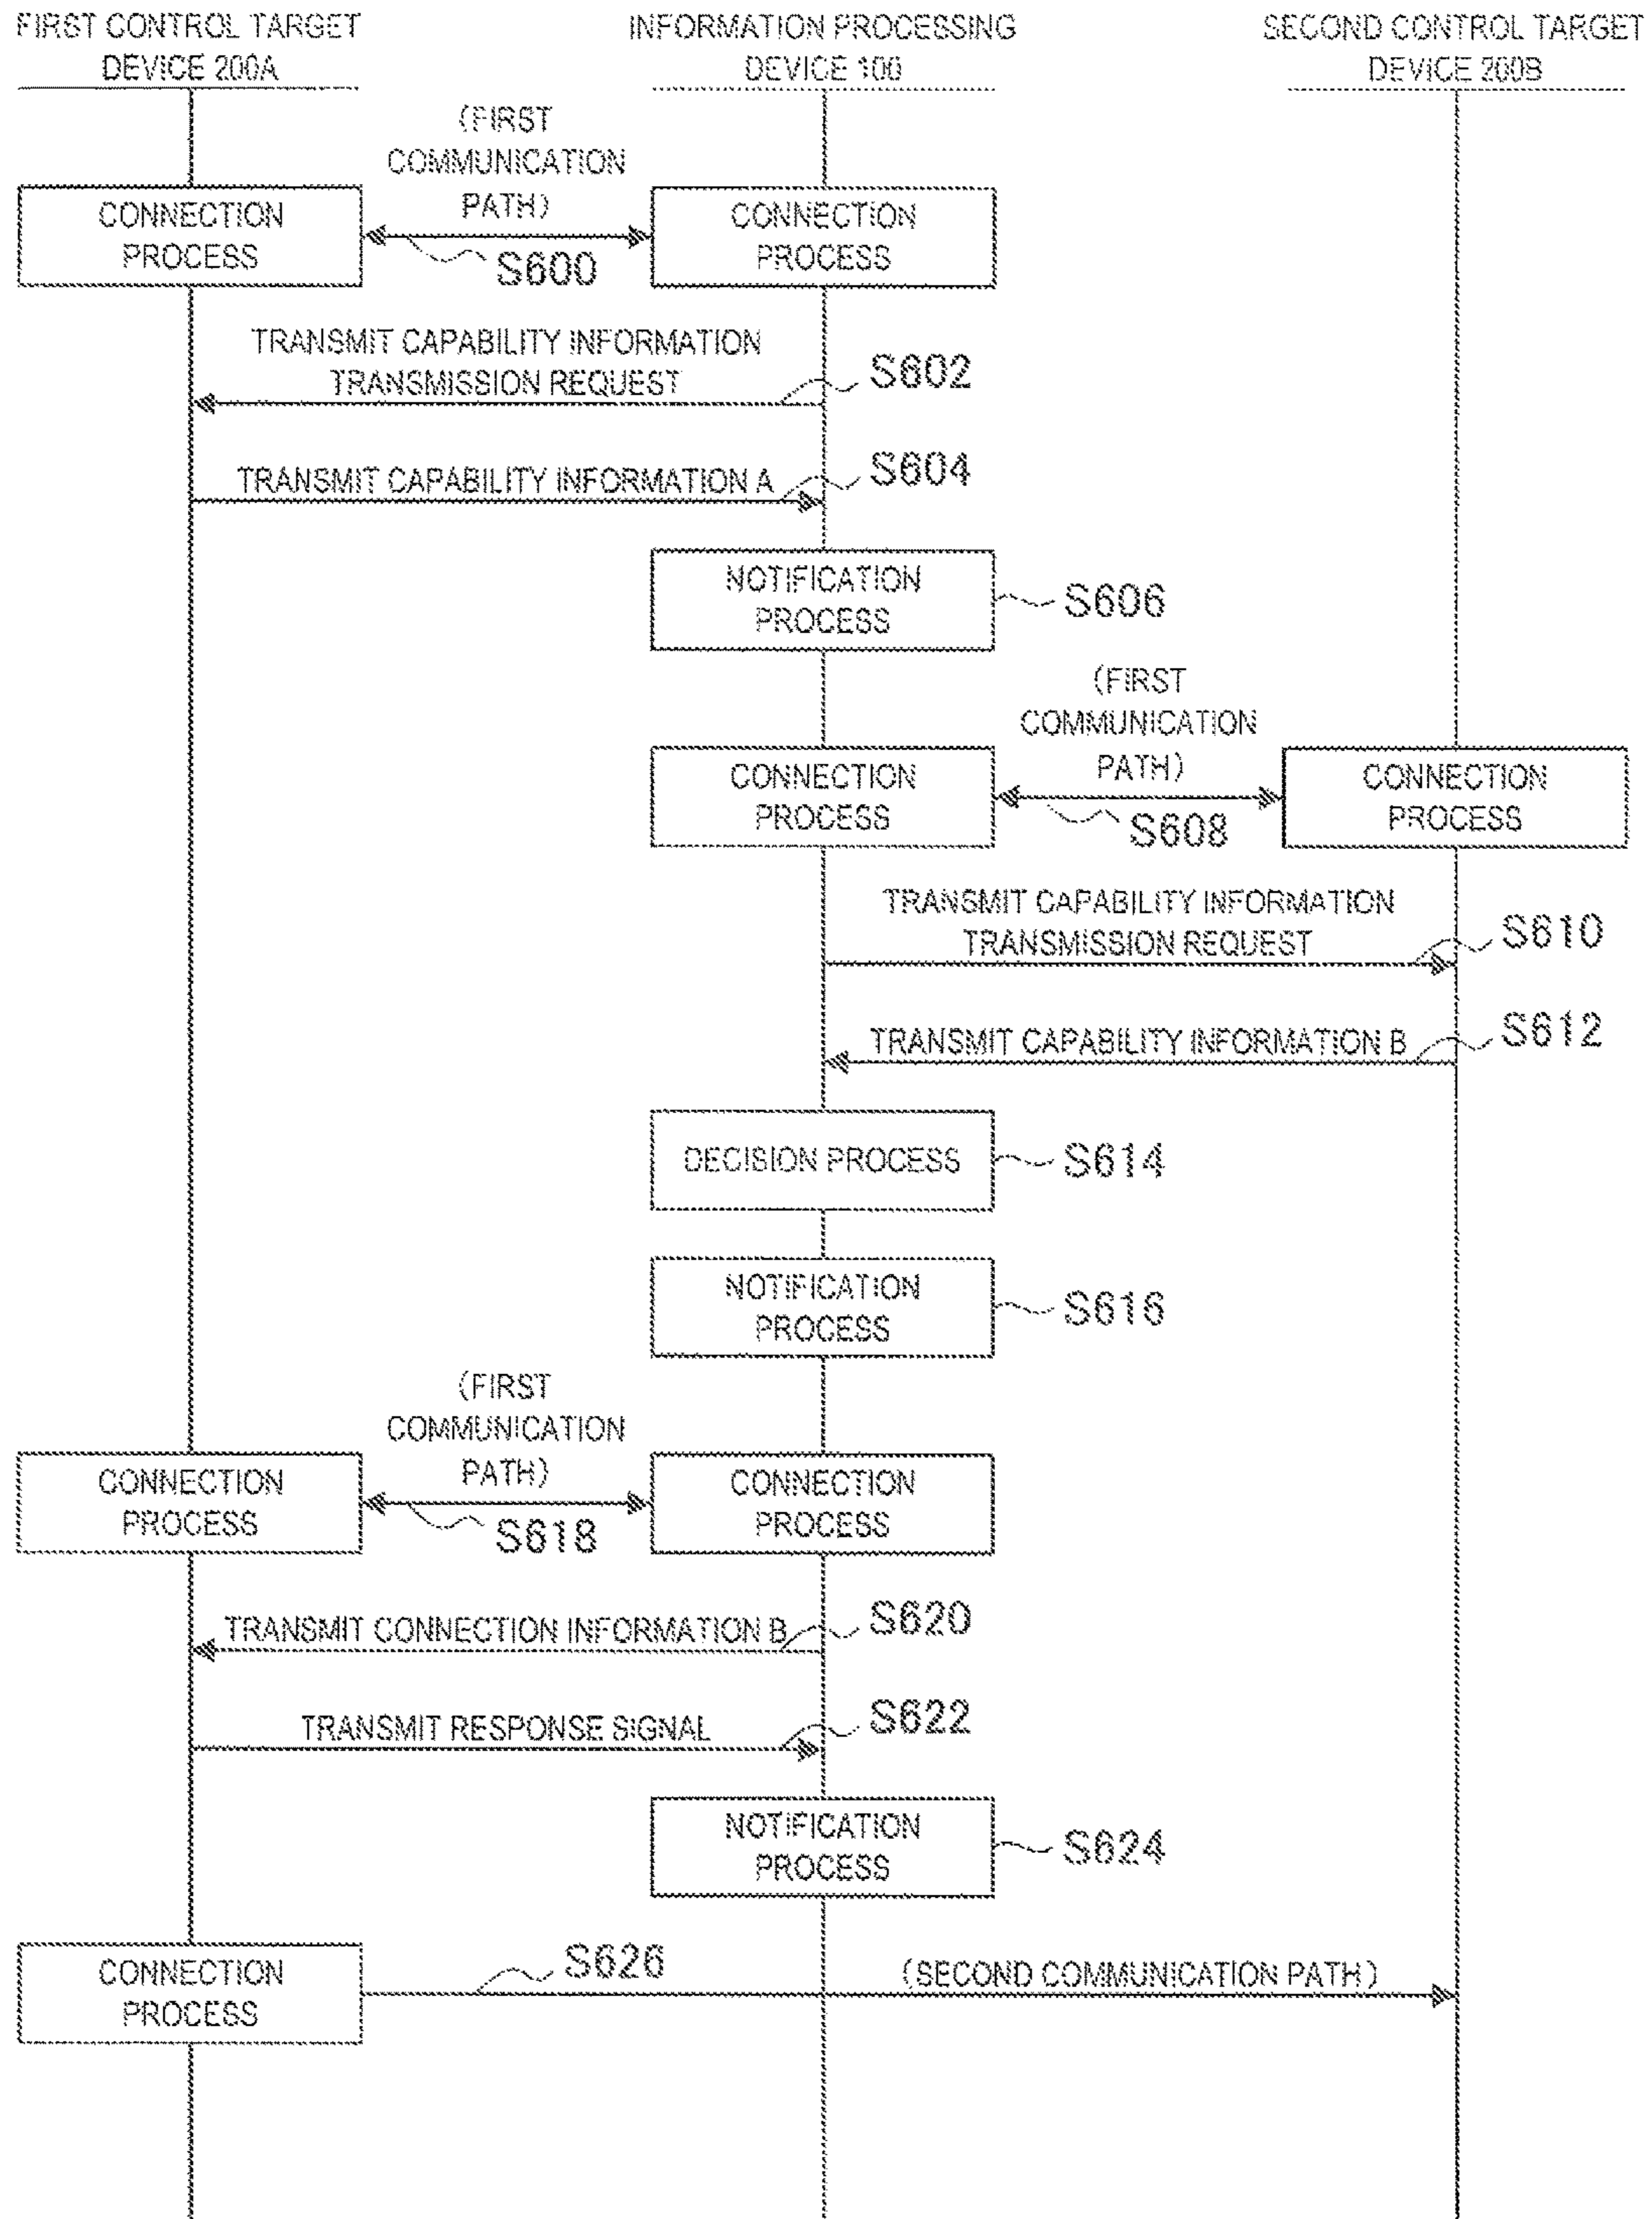 FIRST CONTROL TARGET
DEVICE 200A
INFORMATION PROCESSING
DEVICE 100
SECOND CONTROL TARGET
DEVICE 200B
(FIRST
COMMUNICATION
PATH)
CONNECTION
PROCESS
CONNECTION
PROCESS
S600
TRANSMIT CAPABILITY INFORMATION
TRANSMISSION REQUEST
S602
TRANSMIT CAPABILITY INFORMATION A
S604
NOTIFICATION
PROCESS
S606
(FIRST
COMMUNICATION
PATH)
CONNECTION
PROCESS
CONNECTION
PROCESS
S608
TRANSMIT CAPABILITY INFORMATION
TRANSMISSION REQUEST
S610
TRANSMIT CAPABILITY INFORMATION B
S612
DECISION PROCESS
S614
NOTIFICATION
PROCESS
S616
(FIRST
COMMUNICATION
PATH)
CONNECTION
PROCESS
CONNECTION
PROCESS
S618
TRANSMIT CONNECTION INFORMATION B
S620
TRANSMIT RESPONSE SIGNAL
S622
NOTIFICATION
PROCESS
S624
CONNECTION
PROCESS
S626
(SECOND COMMUNICATION PATH)